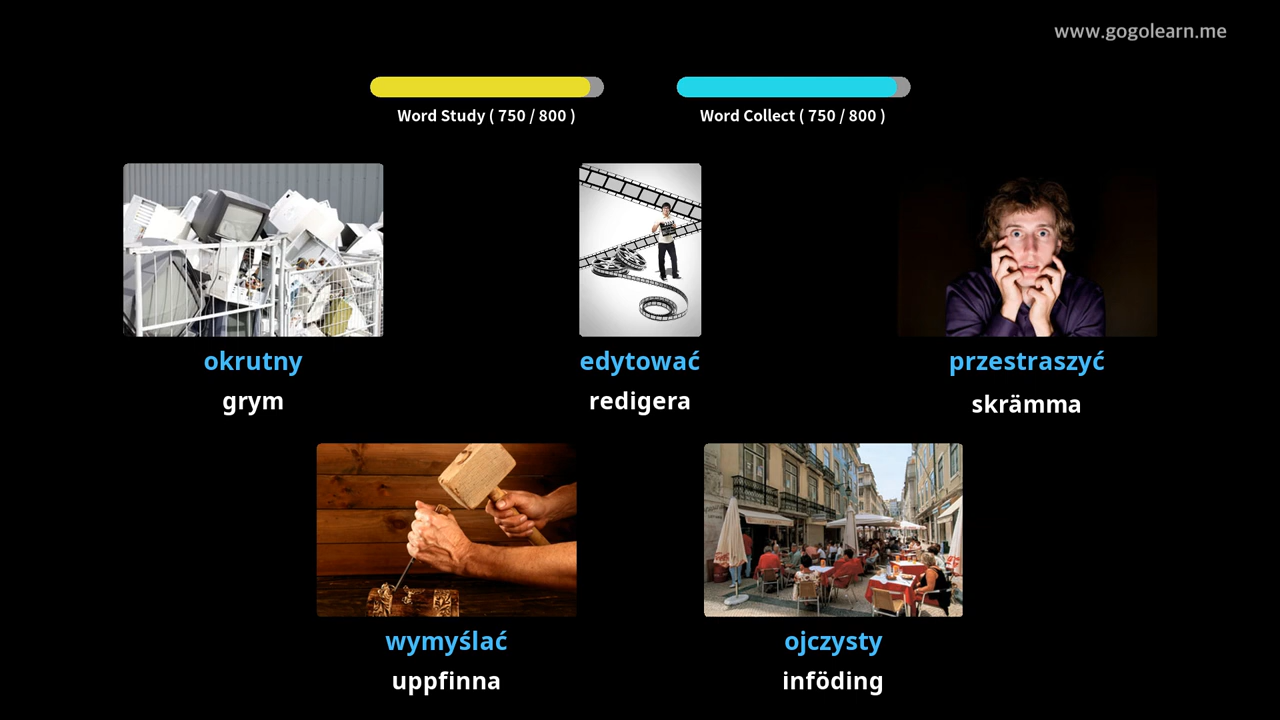 www.gogolearn.me
Word Study ( 750 / 800 )
Word Collect ( 750 / 800 )
okrutny
grym
edytować
redigera
przestraszyć
skrämma
wymyślać
uppfinna
ojczysty
inföding